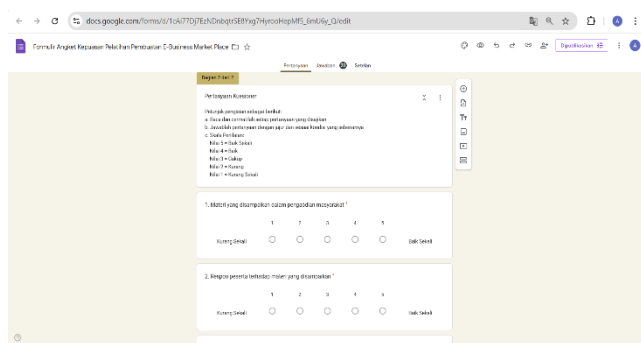 docs.google.com/forms/d/1cAi77Dj7EzNDnbqtrSE8Yxg7HyrooHopMfS_6mU6y_Q/edit
Formulir Angket Kepuasan Pelatihan Pembuatan E-Business Market Place
Dipublikasikan
Pertanyaan Jawaban Setelan
Bagian 2 dari 2
Pertanyaan Kuesioner
Petunjuk pengisian sebagai berikut:
a. Baca dan cermatilah setiap pertanyaan yang disajikan
b. Jawablah pertanyaan dengan jujur dan sesuai kondisi yang sebenarnya
c. Skala Penilaian:
Nilai 5 = Baik Sekali
Nilai 4 = Baik
Nilai 3 = Cukup
Nilai 2 = Kurang
Nilai 1 = Kurang Sekali
1. Materi yang disampaikan dalam pengabdian masyarakat *
1 2 3 4 5
Kurang Sekali Baik Sekali
2. Respon peserta terhadap materi yang disampaikan *
1 2 3 4 5
Kurang Sekali Baik Sekali